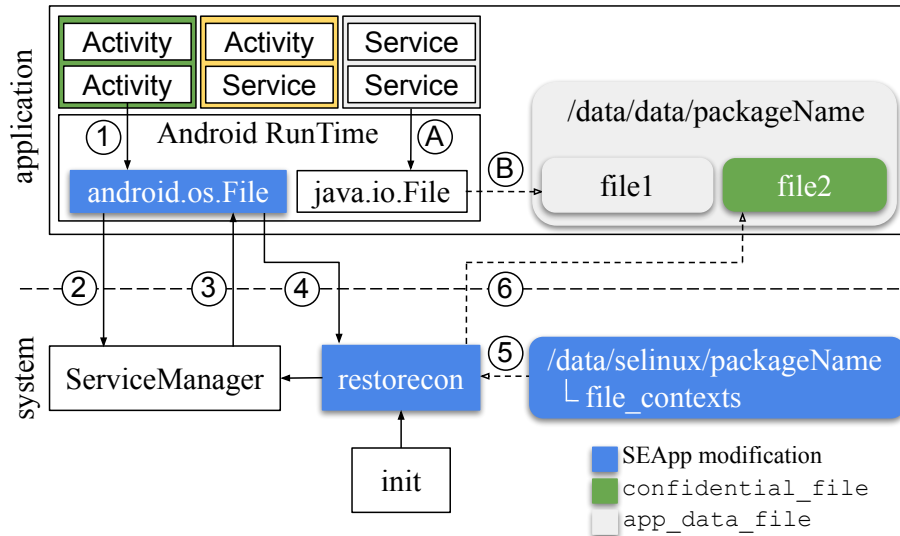 application
Activity
Activity
Service
Activity
Service
Service
1
Android RunTime
A
/data/data/packageName
android.os.File
java.io.File
B
file1
file2
2
3
4
6
system
ServiceManager
restorecon
5
/data/selinux/packageName
└ file_contexts
init
SEApp modification
confidential_file
app_data_file